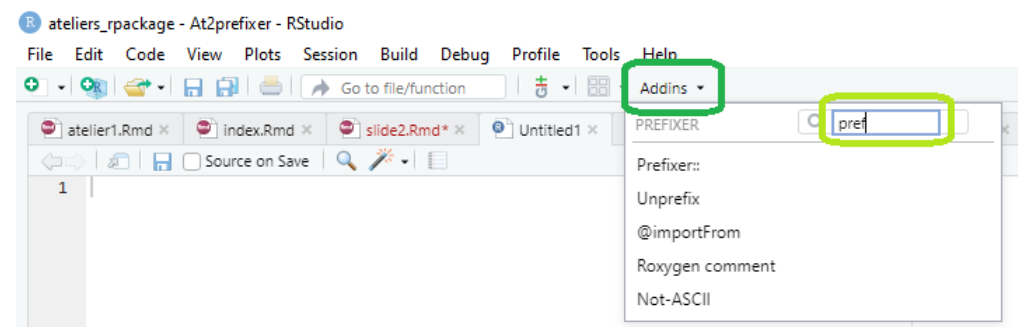 R ateliers_rpackage - At2prefixer - RStudio
File Edit Code View Plots Session Build Debug Profile Tools Help
R Go to file/function Addins
atelier1.Rmd × index.Rmd × slide2.Rmd* × Untitled1 × PREFIXER pref ×
Source on Save Prefixer::
1 Unprefix
@importFrom
Roxygen comment
Not-ASCII